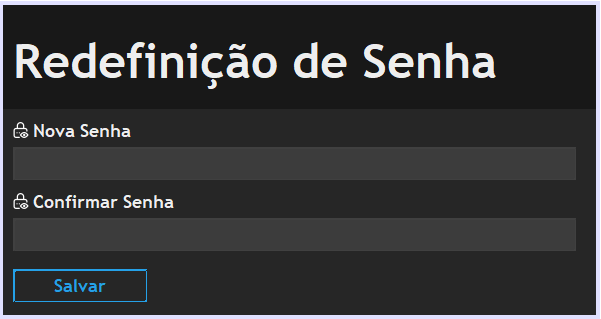 Redefinição de Senha
Nova Senha
Confirmar Senha
Salvar